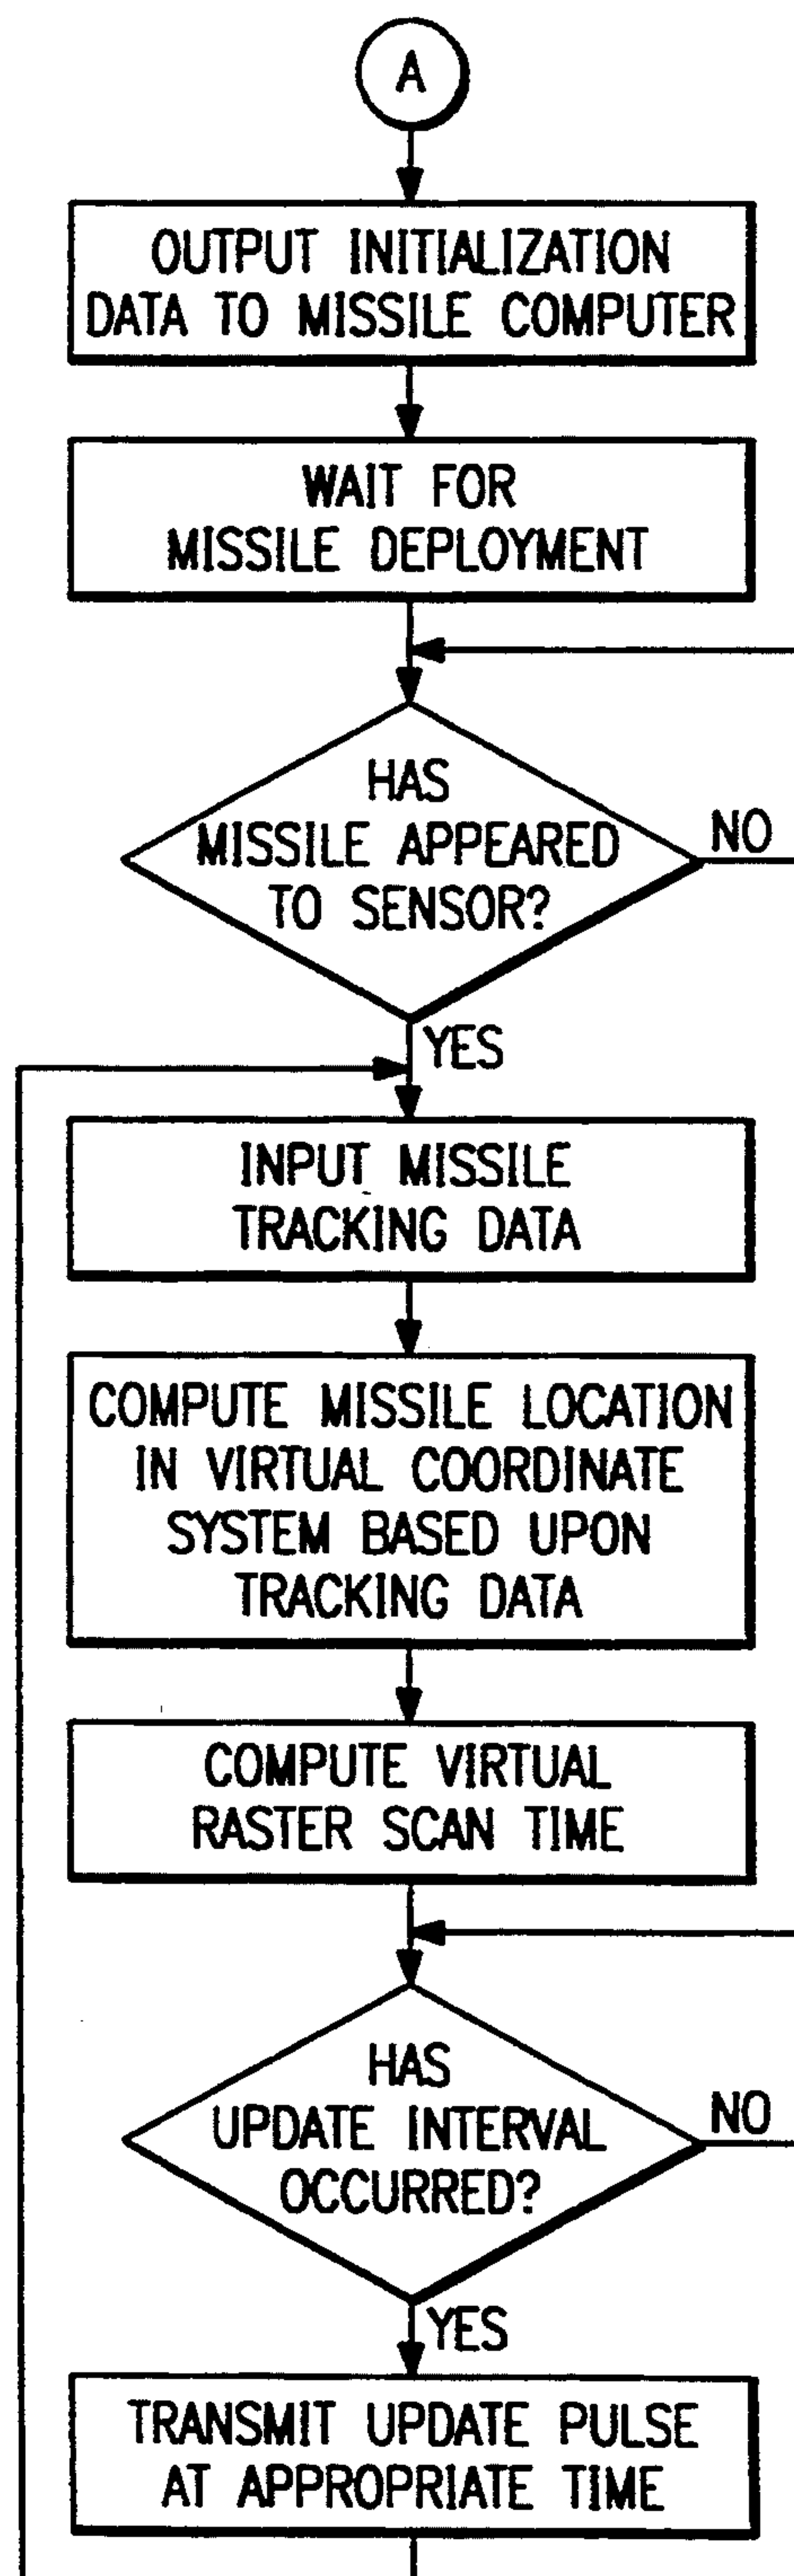 A
OUTPUT INITIALIZATION
DATA TO MISSILE COMPUTER
WAIT FOR
MISSILE DEPLOYMENT
HAS
MISSILE APPEARED
TO SENSOR?
NO
YES
INPUT MISSILE
TRACKING DATA
COMPUTE MISSILE LOCATION
IN VIRTUAL COORDINATE
SYSTEM BASED UPON
TRACKING DATA
COMPUTE VIRTUAL
RASTER SCAN TIME
HAS
UPDATE INTERVAL
OCCURRED?
NO
YES
TRANSMIT UPDATE PULSE
AT APPROPRIATE TIME